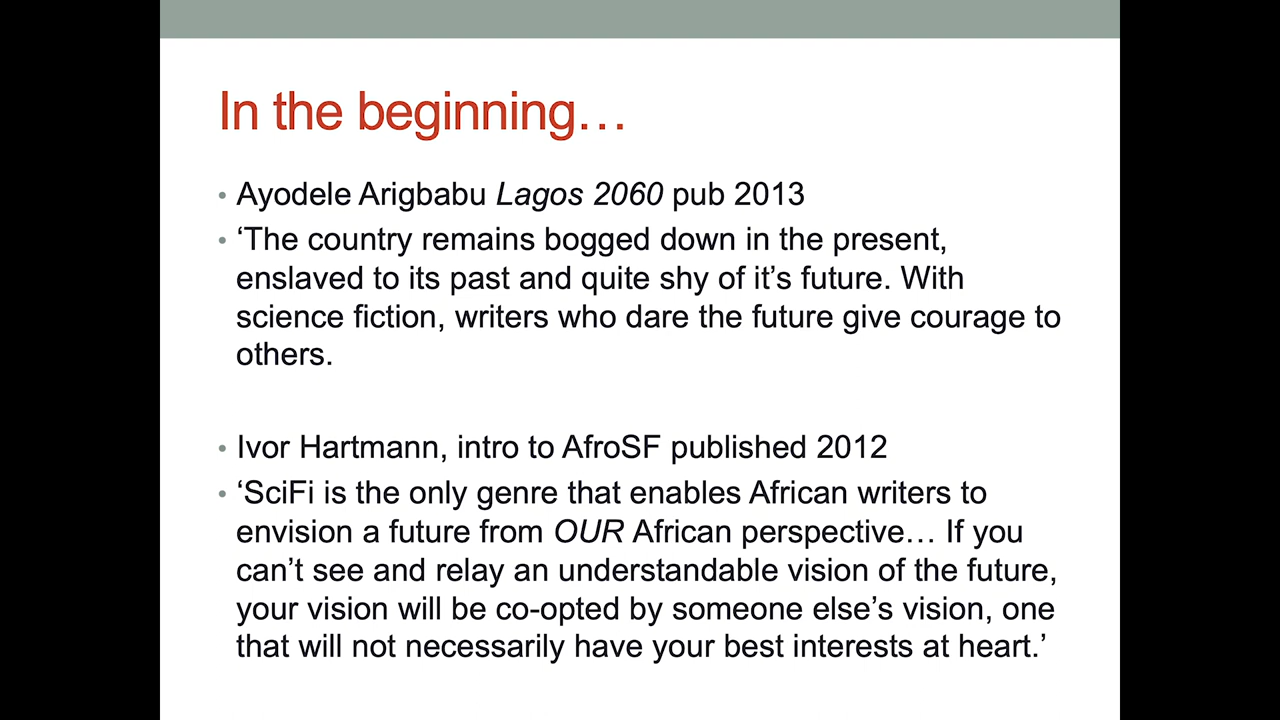 In the beginning…
• Ayodele Arigbabu Lagos 2060 pub 2013
• ‘The country remains bogged down in the present,
enslaved to its past and quite shy of it’s future. With
science fiction, writers who dare the future give courage to
others.
• Ivor Hartmann, intro to AfroSF published 2012
• ‘SciFi is the only genre that enables African writers to
envision a future from OUR African perspective… If you
can’t see and relay an understandable vision of the future,
your vision will be co-opted by someone else’s vision, one
that will not necessarily have your best interests at heart.’